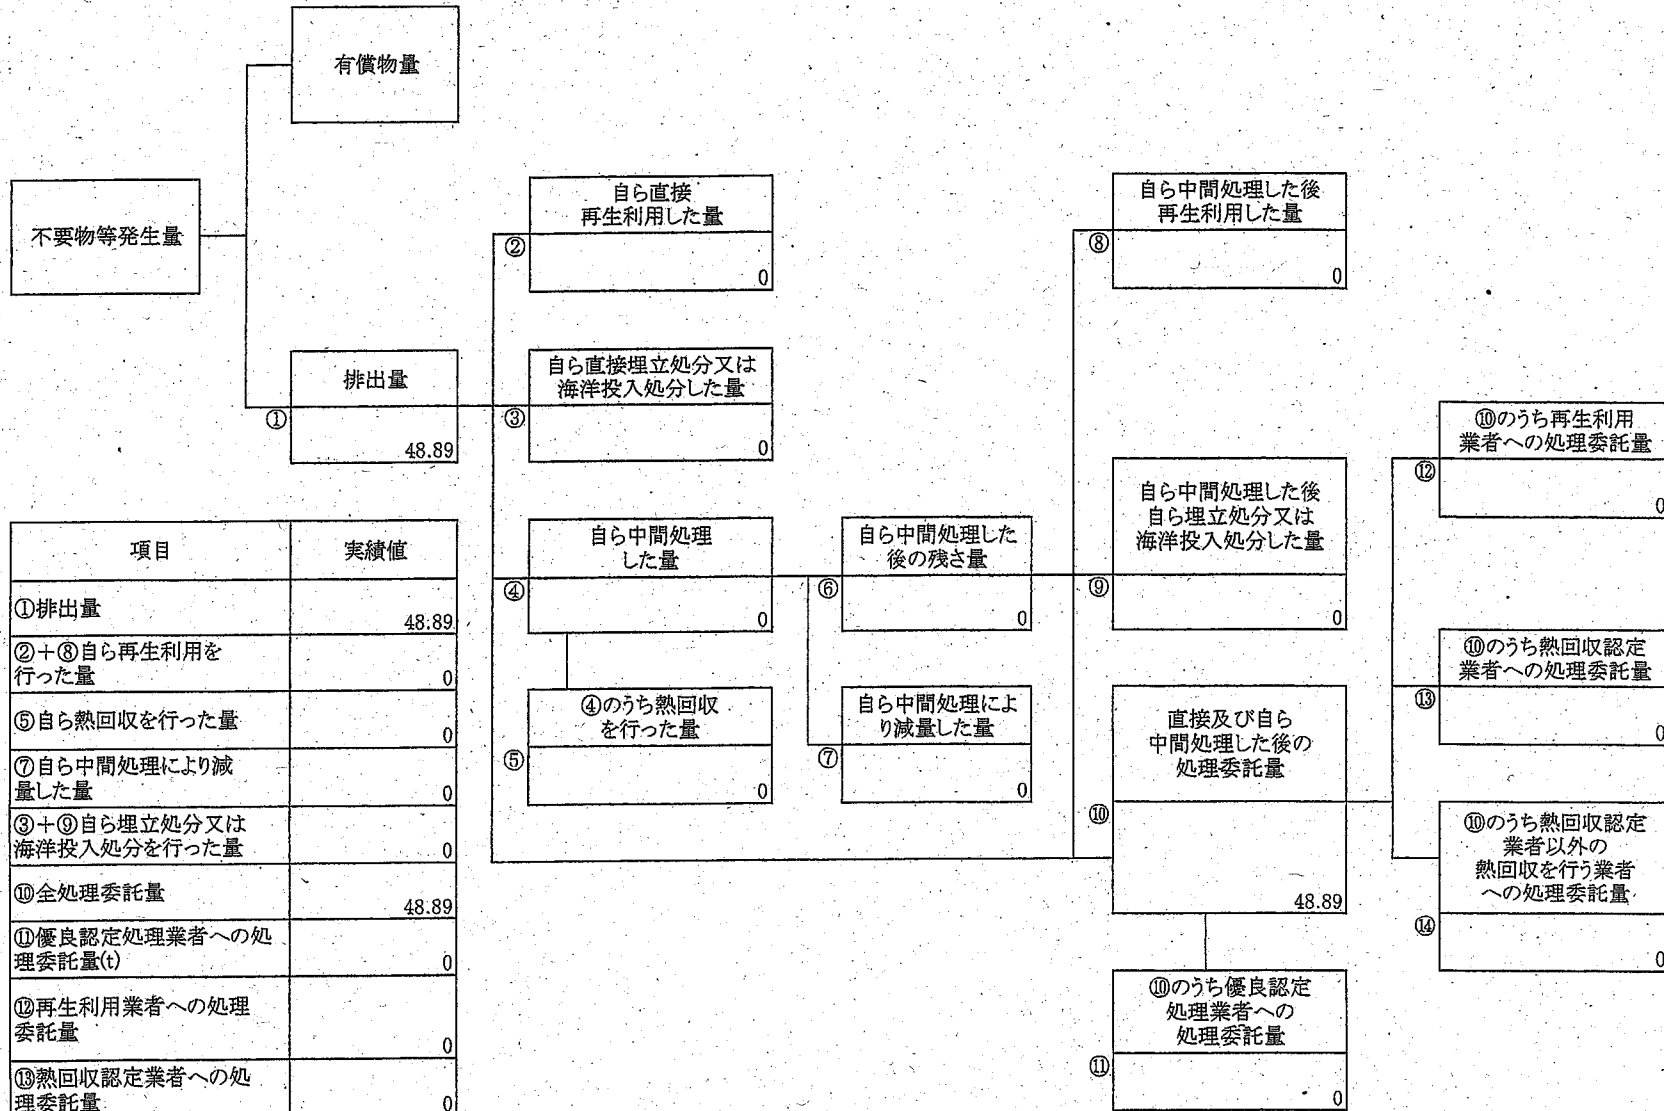 有償物量
不要物等発生量
排出量
①
48.89
自ら直接
再生利用した量
②
0
自ら直接埋立処分又は
海洋投入処分した量
③
0
自ら中間処理
した量
④
0
④のうち熱回収
を行った量
⑤
0
自ら中間処理した
後の残さ量
⑥
0
自ら中間処理によ
り減量した量
⑦
0
自ら中間処理した後
再生利用した量
⑧
0
自ら中間処理した後
自ら埋立処分又は
海洋投入処分した量
⑨
0
直接及び自ら
中間処理した後の
処理委託量
⑩
48.89
⑩のうち優良認定
処理業者への
処理委託量
⑪
0
⑩のうち再生利用
業者への処理委託量
⑫
0
⑩のうち熱回収認定
業者への処理委託量
⑬
0
⑩のうち熱回収認定
業者以外の
熱回収を行う業者
への処理委託量
⑭
0
項目 実績値
①排出量
48.89
②+⑧自ら再生利用を
行った量 0
⑤自ら熱回収を行った量
0
⑦自ら中間処理により減
量した量 0
③+⑨自ら埋立処分又は
海洋投入処分を行った量 0
⑩全処理委託量
48.89
⑪優良認定処理業者への処
理委託量(t) 0
⑫再生利用業者への処理
委託量
0
⑬熱回収認定業者への処
理委託量 0